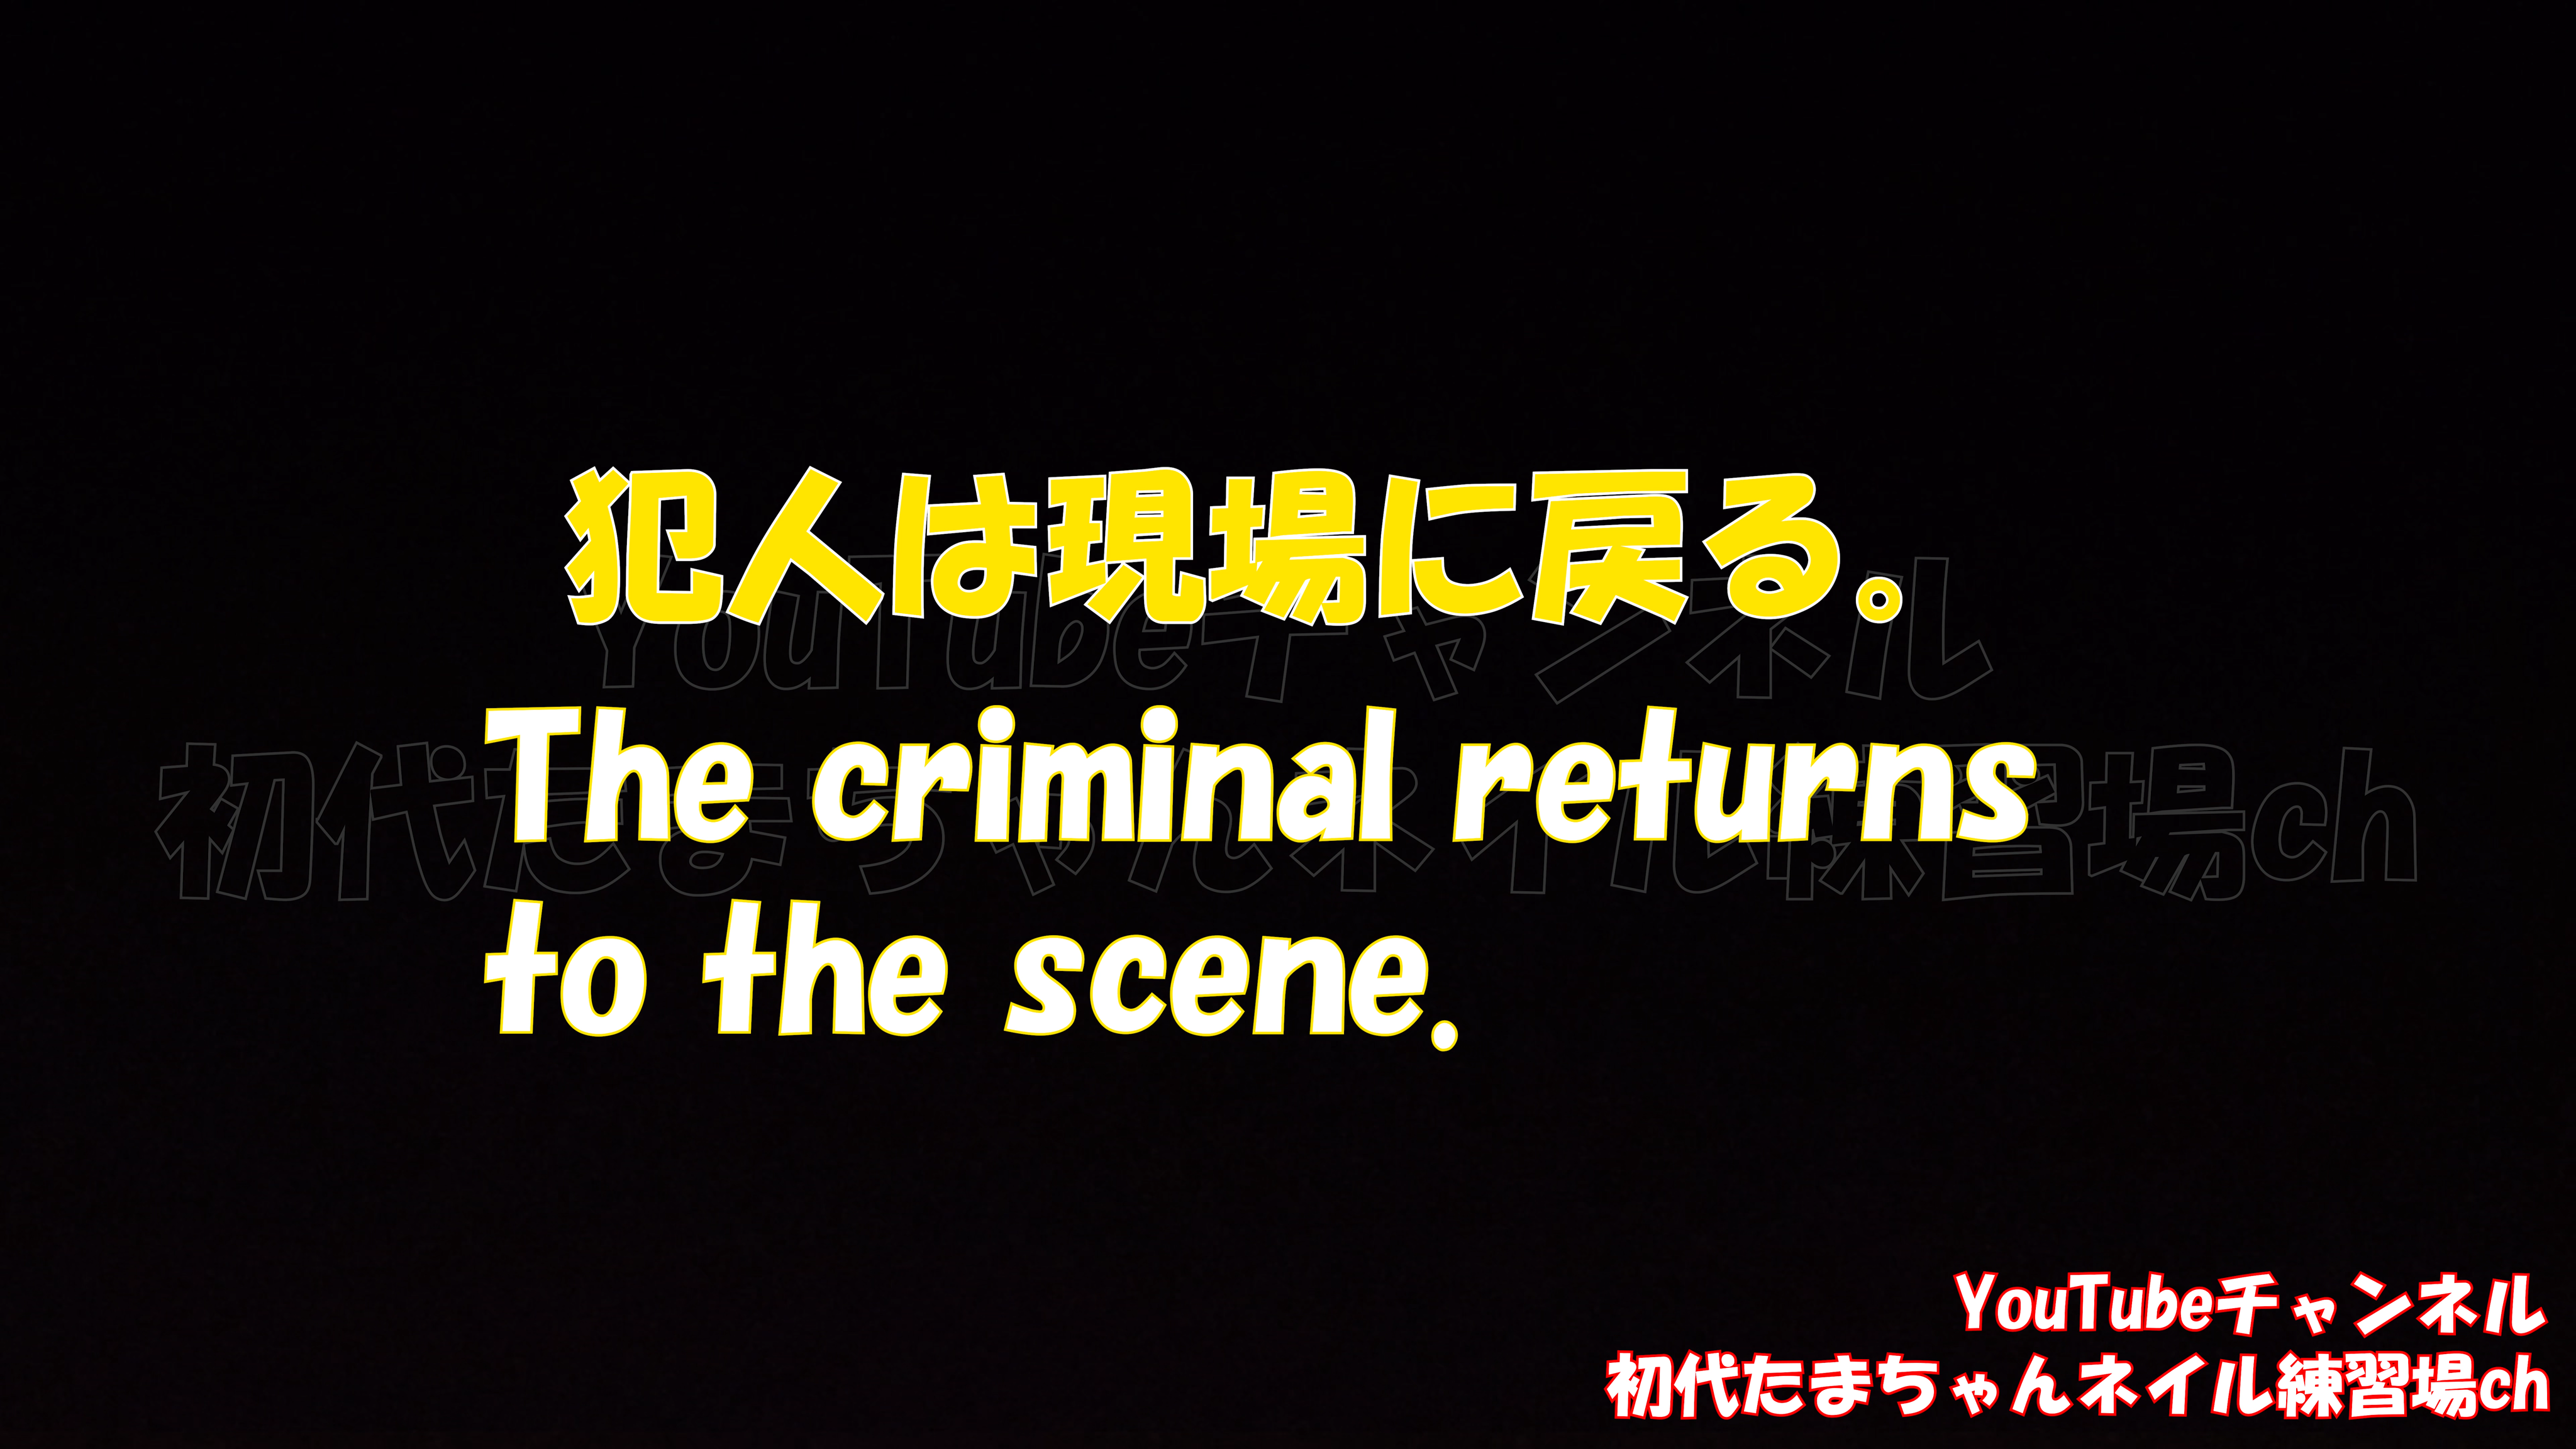 犯人は現場に戻る。
YouTubeチャンネル
The criminal returns
初代たまちゃんネイル練習場ch
to the scene.
YouTubeチャンネル
初代たまちゃんネイル練習場ch